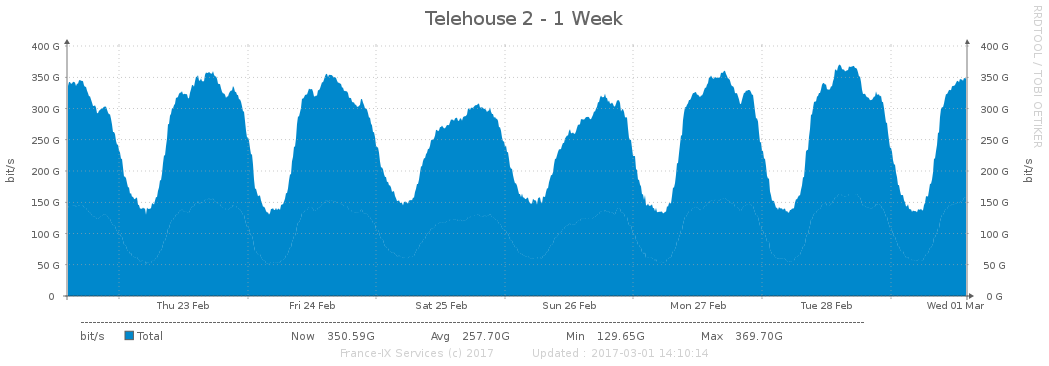 Telehouse 2 - 1 Week
RRDTOOL / TOBI OETIKER
bit/s
400 G
350 G
300 G
250 G
200 G
150 G
100 G
50 G
0
400 G
350 G
300 G
250 G
200 G
150 G
100 G
50 G
0 G
bit/s
Thu 23 Feb Fri 24 Feb Sat 25 Feb Sun 26 Feb Mon 27 Feb Tue 28 Feb Wed 01 Mar
bit/s Total Now 350.59G Avg 257.70G Min 129.65G Max 369.70G
France-IX Services (c) 2017 Updated : 2017-03-01 14:10:14